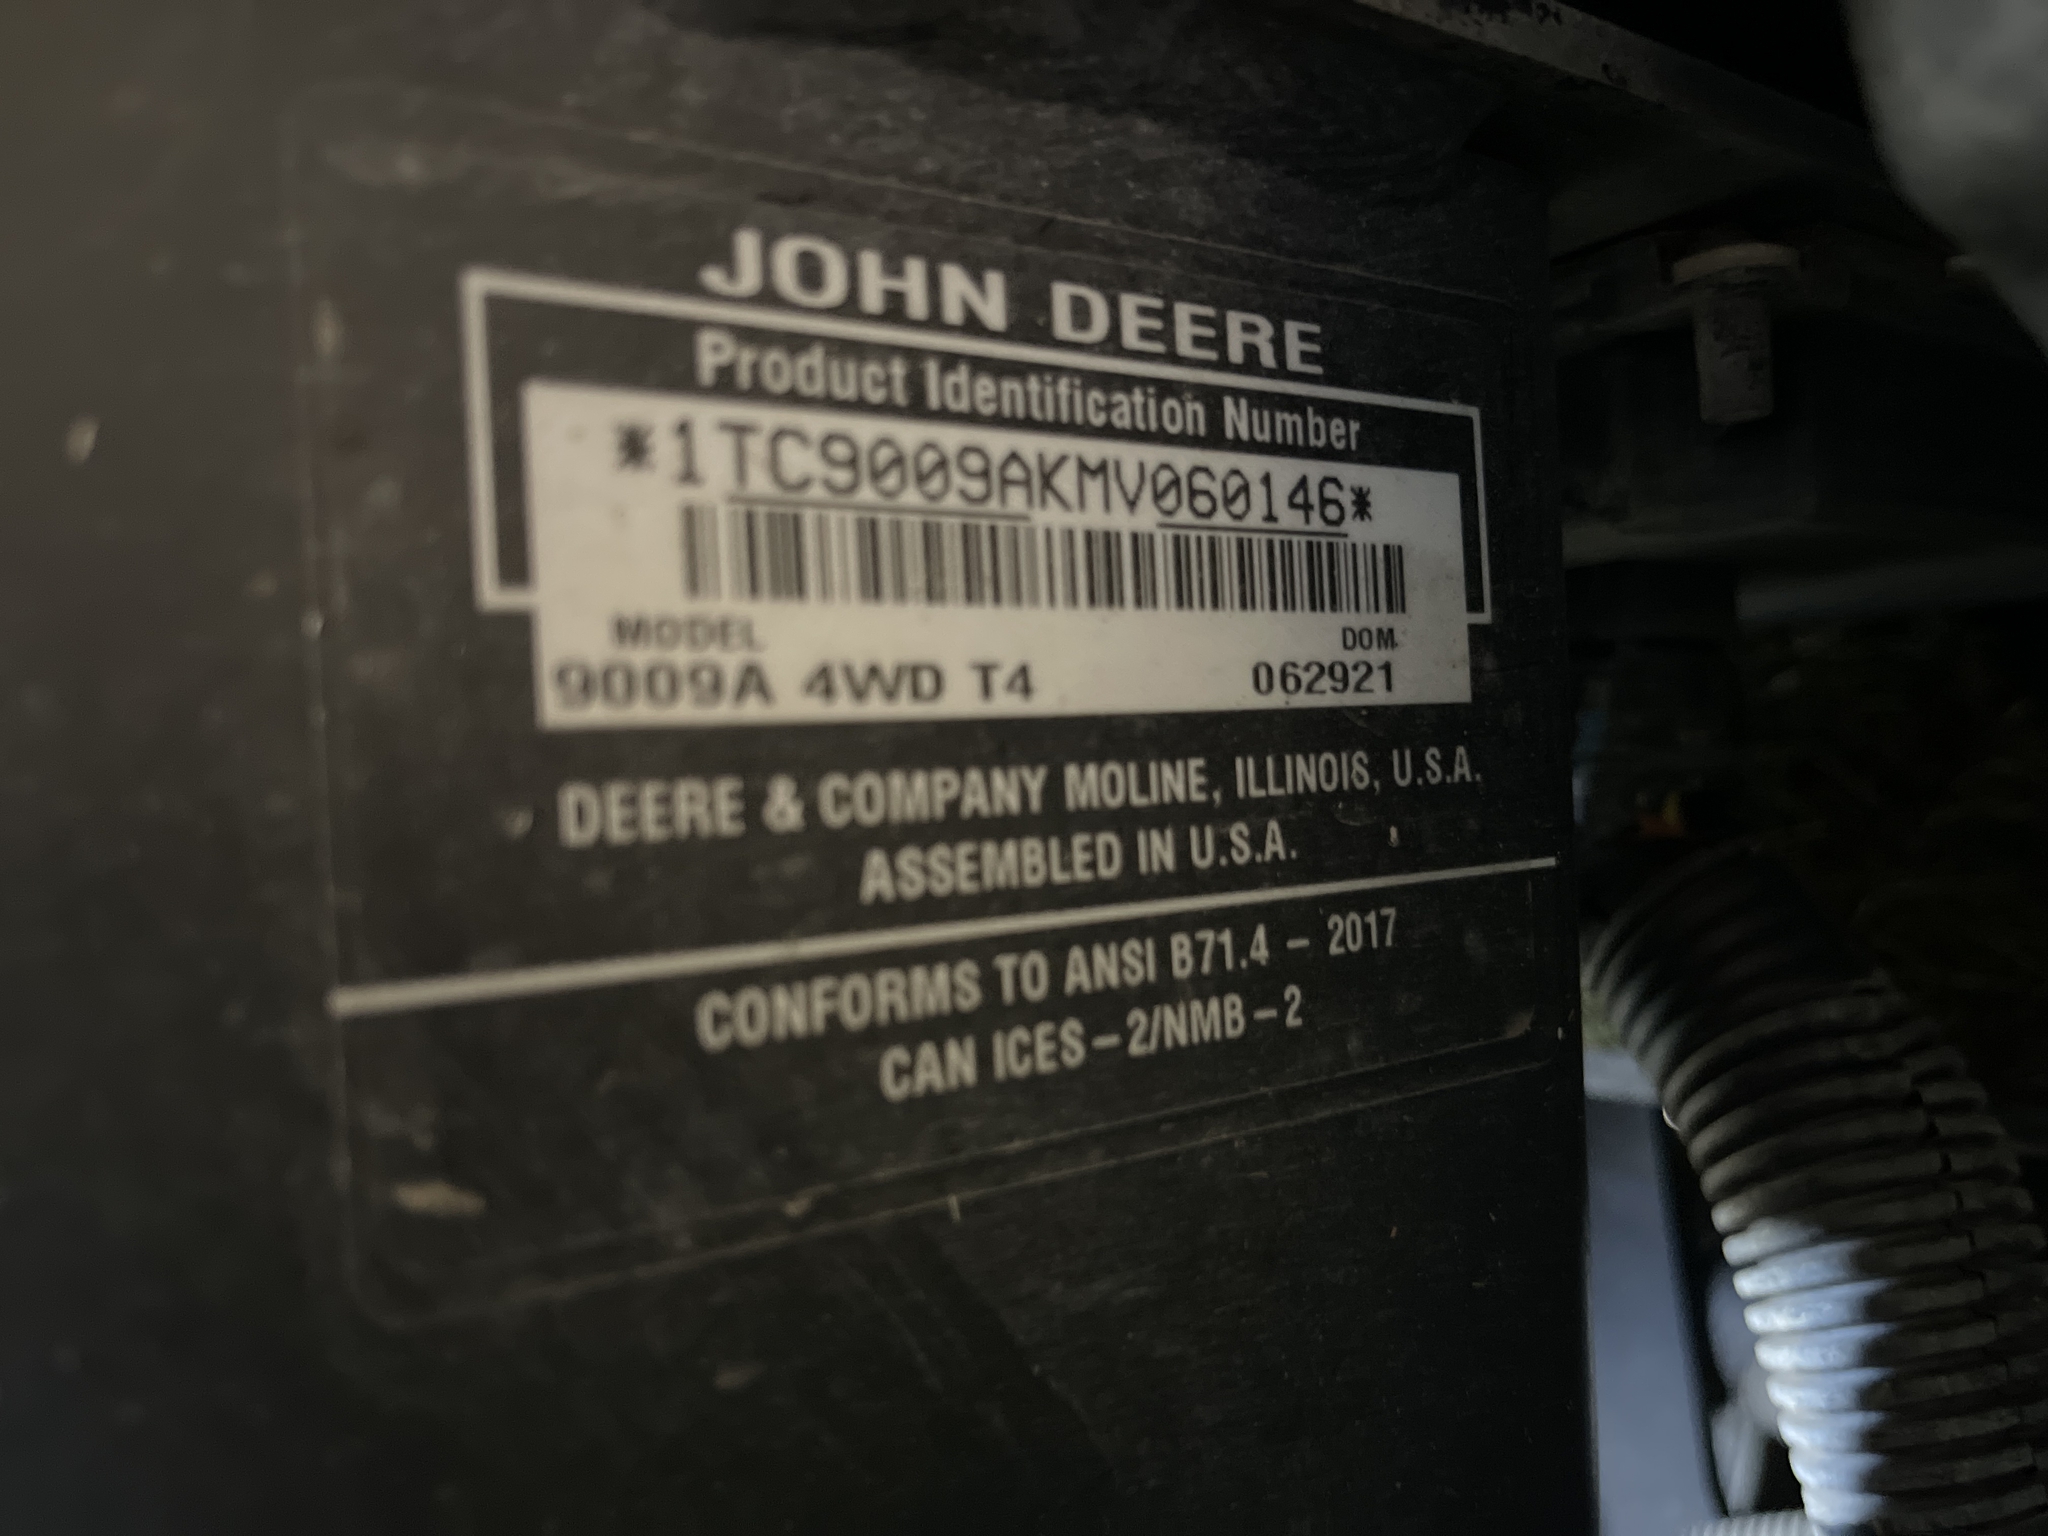 JOHN DEERE
Product Identification Number
*1TC9009AKMV060146*
MODEL DOM
9009A 4WD T4 062921
DEERE & COMPANY MOLINE, ILLINOIS, U.S.A.
ASSEMBLED IN U.S.A.
CONFORMS TO ANSI B71.4 – 2017
CAN ICES – 2/NMB – 2